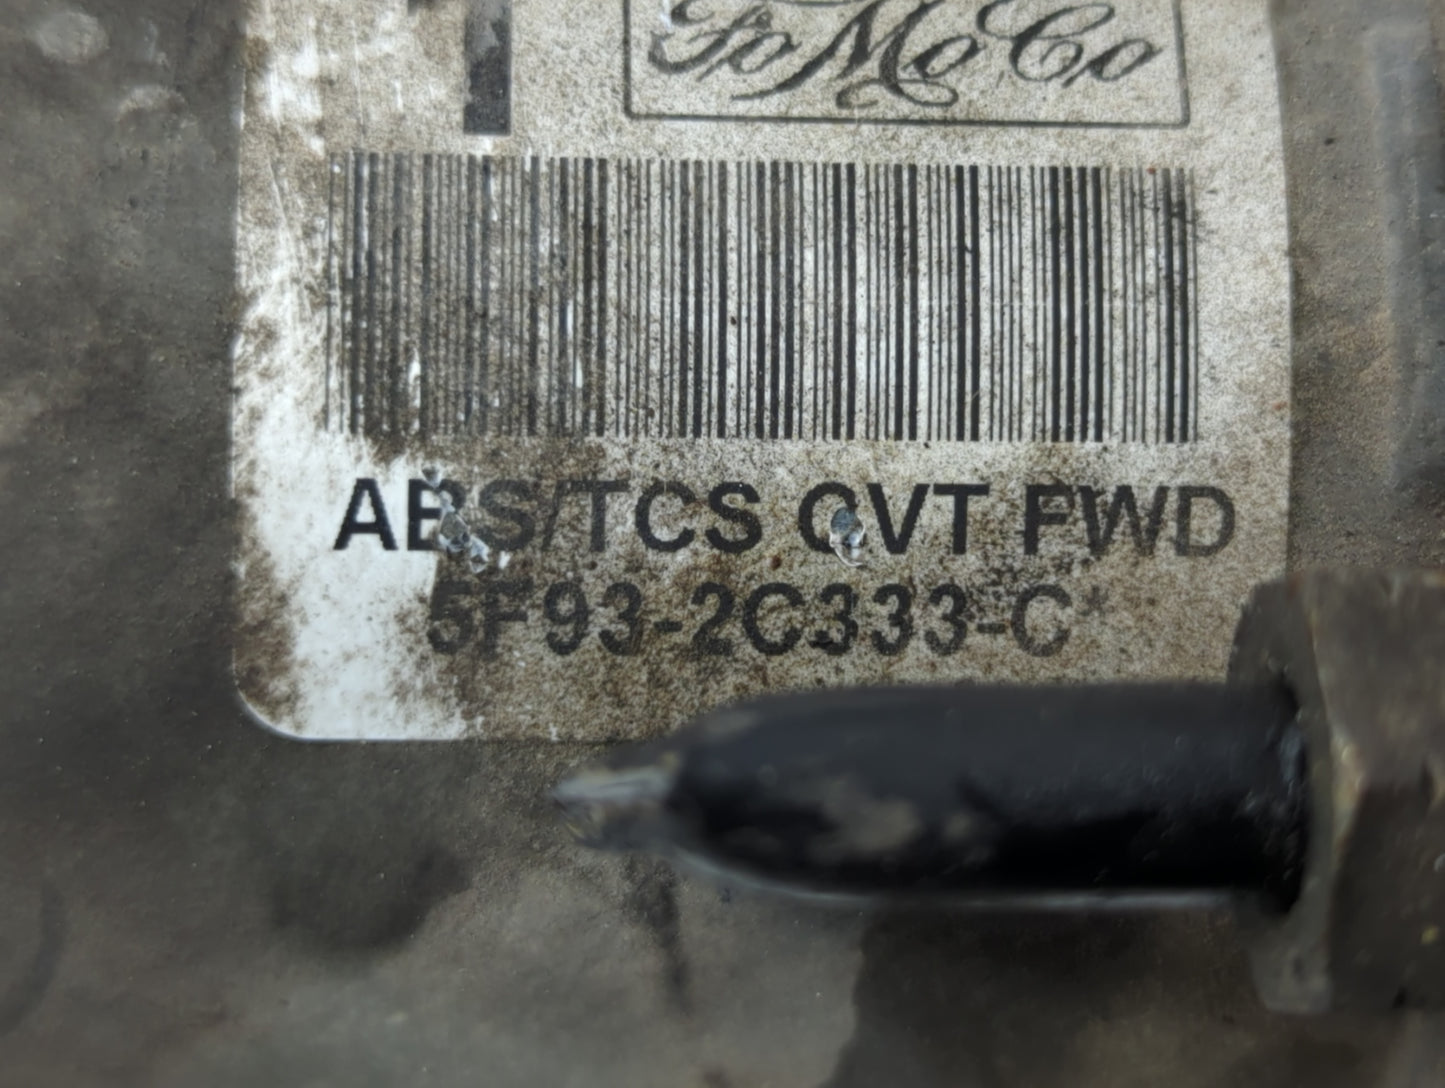 FoMoCo
ABS/TCS CVT FWD
5F93-2C333-C*